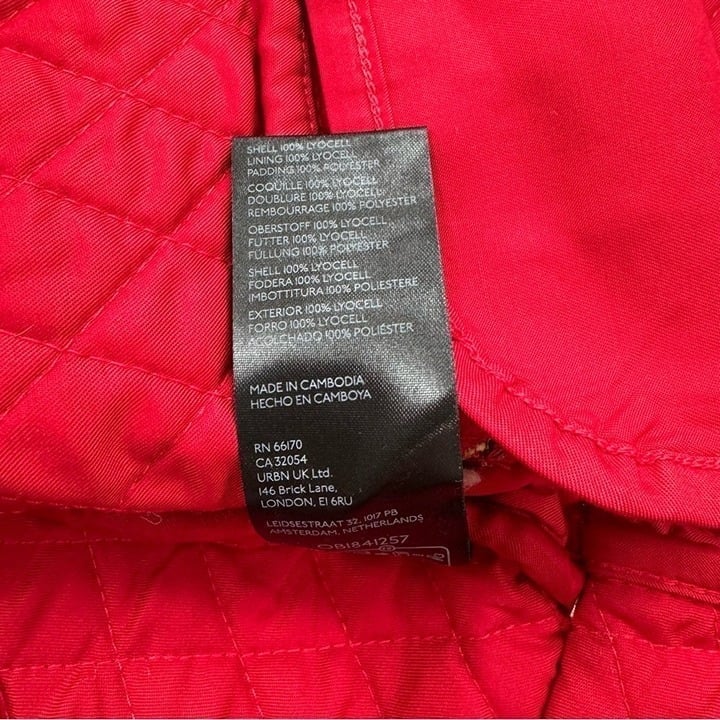 SHELL 100% LYOCELL
LINING 100% LYOCELL
PADDING 100% POLYESTER
COQUILLE 100% LYOCELL
DOUBLURE 100% LYOCELL
REMBOURRAGE 100% POLYESTER
OBERSTOFF 100% LYOCELL
FUTTER 100% LYOCELL
FÜLLUNG 100% POLYESTER
SHELL 100% LYOCELL
FODERA 100% LYOCELL
IMBOTTITURA 100% POLIESTERE
EXTERIOR 100% LYOCELL
FORRO 100% LYOCELL
ACOLCHADO 100% POLIÉSTER
MADE IN CAMBODIA
HECHO EN CAMBOYA
RN 66170
CA 32054
URBN UK Ltd.
146 Brick Lane,
LONDON, E1 6RU
LEIDSESTRAAT 32, 1017 PB
AMSTERDAM, NETHERLANDS
OB1841257